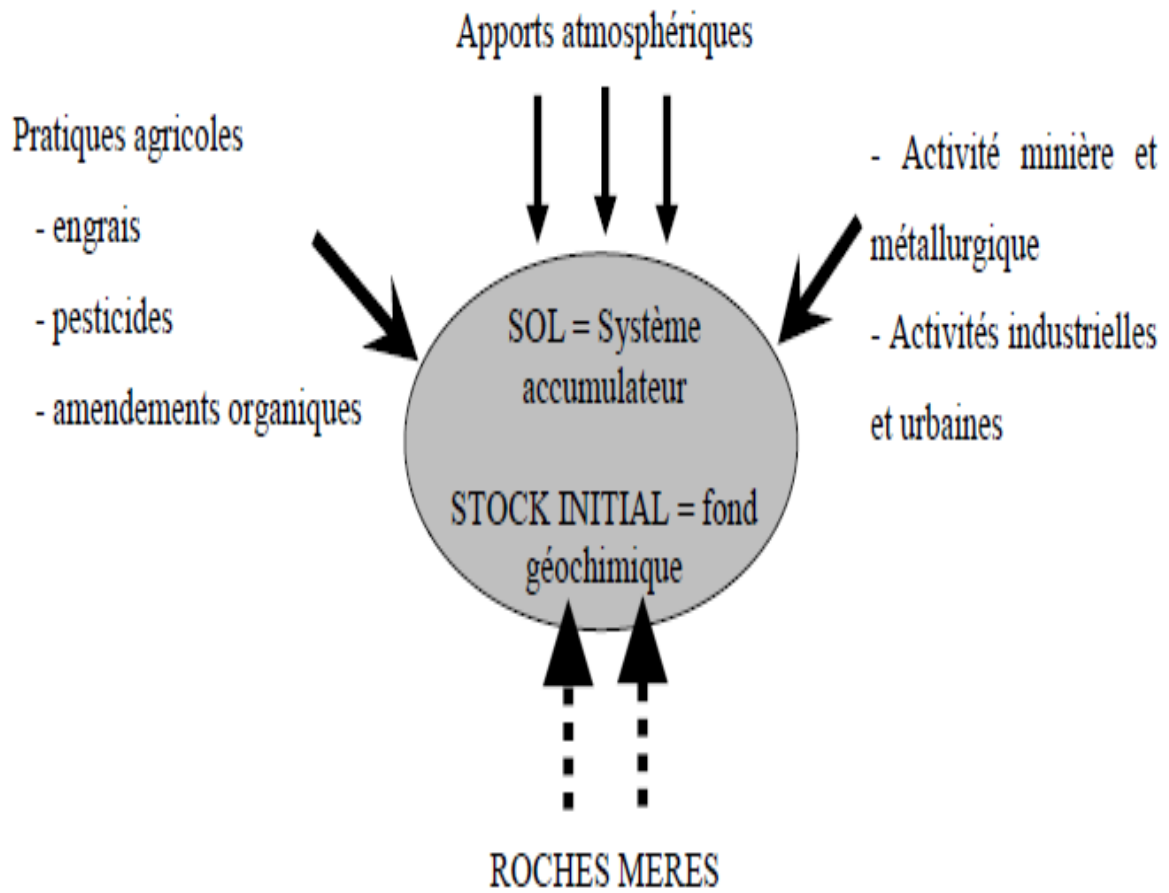 Apports atmosphériques
Pratiques agricoles
- engrais
- pesticides
- amendements organiques
- Activité minière et
métallurgique
- Activités industrielles
et urbaines
SOL = Système
accumulateur
STOCK INITIAL = fond
géochimique
ROCHES MERES